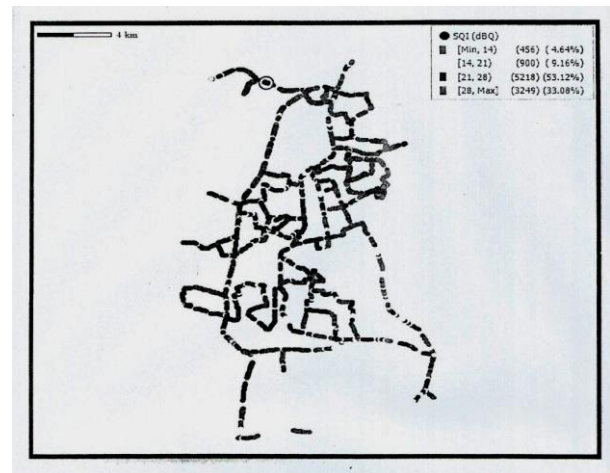 4 km
SQI (dBQ)
[Min, 14) (456) ( 4.64%)
[14, 21) (900) ( 9.16%)
[21, 28) (5218) (53.12%)
[28, Max] (3249) (33.08%)